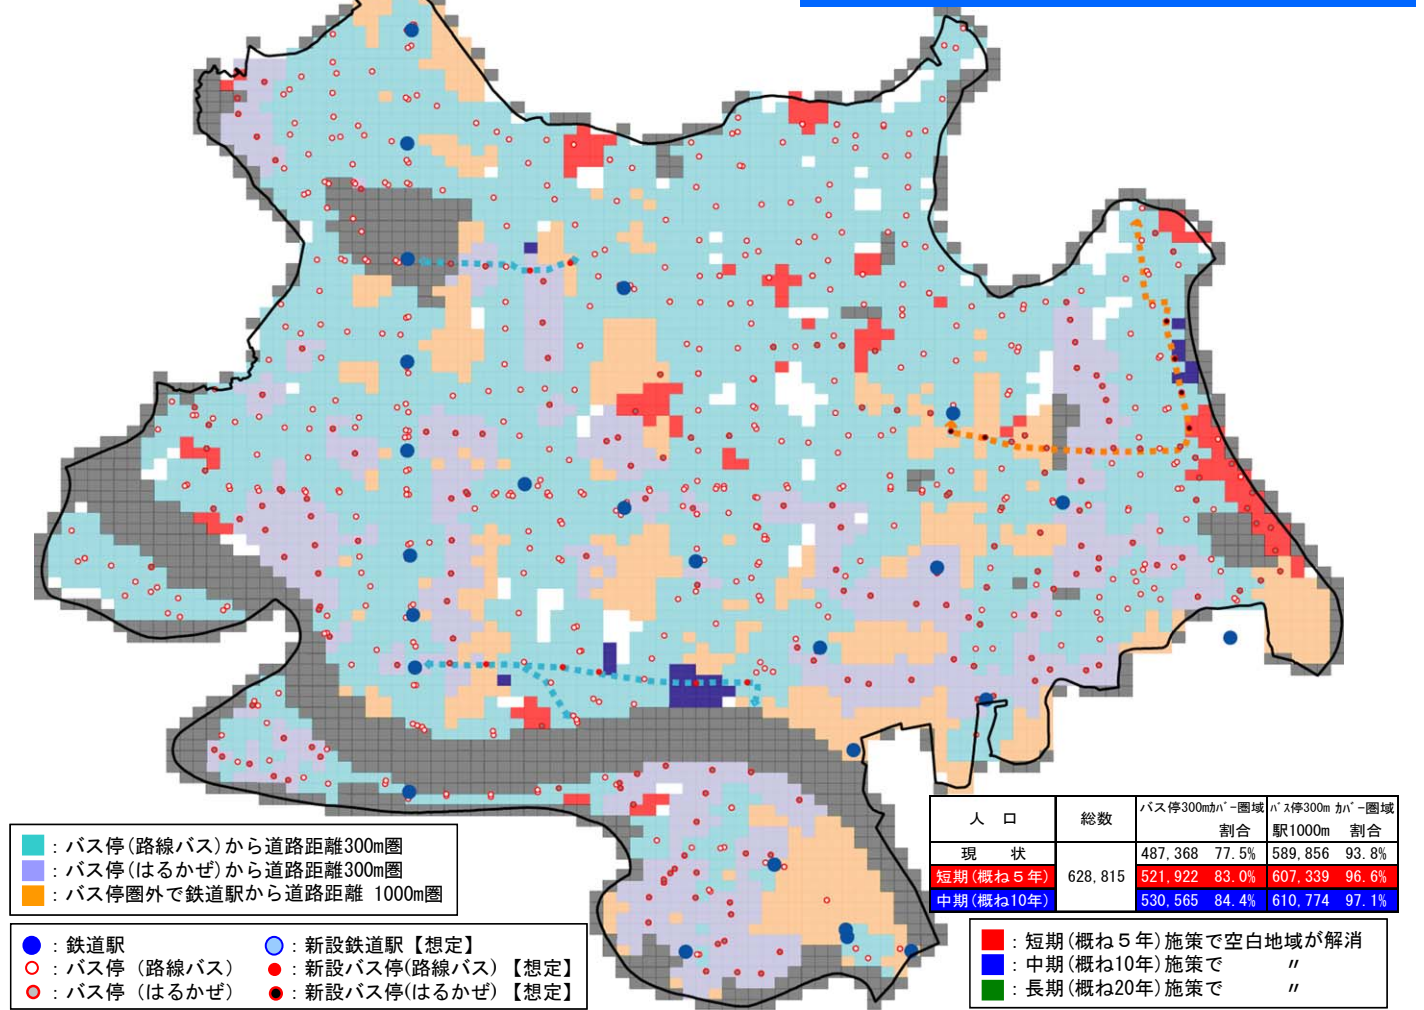 ：バス停(路線バス)から道路距離300m圏
：バス停(はるかぜ)から道路距離300m圏
：バス停圏外で鉄道駅から道路距離 1000m圏
：鉄道駅
：新設鉄道駅【想定】
：バス停（路線バス）
：新設バス停(路線バス)【想定】
：バス停（はるかぜ）
：新設バス停(はるかぜ)【想定】
人 口 総数 バス停300mｶﾊﾞｰ圏域 割合 ﾊﾞｽ停300m 駅1000m ｶﾊﾞｰ圏域 割合
現 状 628,815 487,368 77.5% 589,856 93.8%
短期(概ね５年) 521,922 83.0% 607,339 96.6%
中期(概ね10年) 530,565 84.4% 610,774 97.1%
：短期(概ね５年)施策で空白地域が解消
：中期(概ね10年)施策で 〃
：長期(概ね20年)施策で 〃